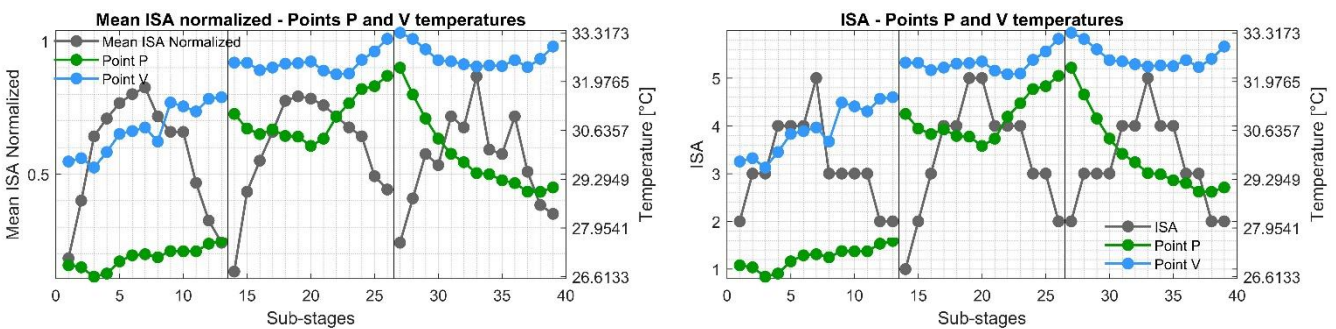 Mean ISA normalized - Points P and V temperatures
Mean ISA Normalized
Point P
Point V
1
0.5
Mean ISA Normalized
33.3173
31.9765
30.6357
29.2949
27.9541
26.6133
Temperature [°C]
0 5 10 15 20 25 30 35 40
Sub-stages
ISA - Points P and V temperatures
5
4
3
2
1
ISA
ISA
Point P
Point V
33.3173
31.9765
30.6357
29.2949
27.9541
26.6133
Temperature [°C]
0 5 10 15 20 25 30 35 40
Sub-stages